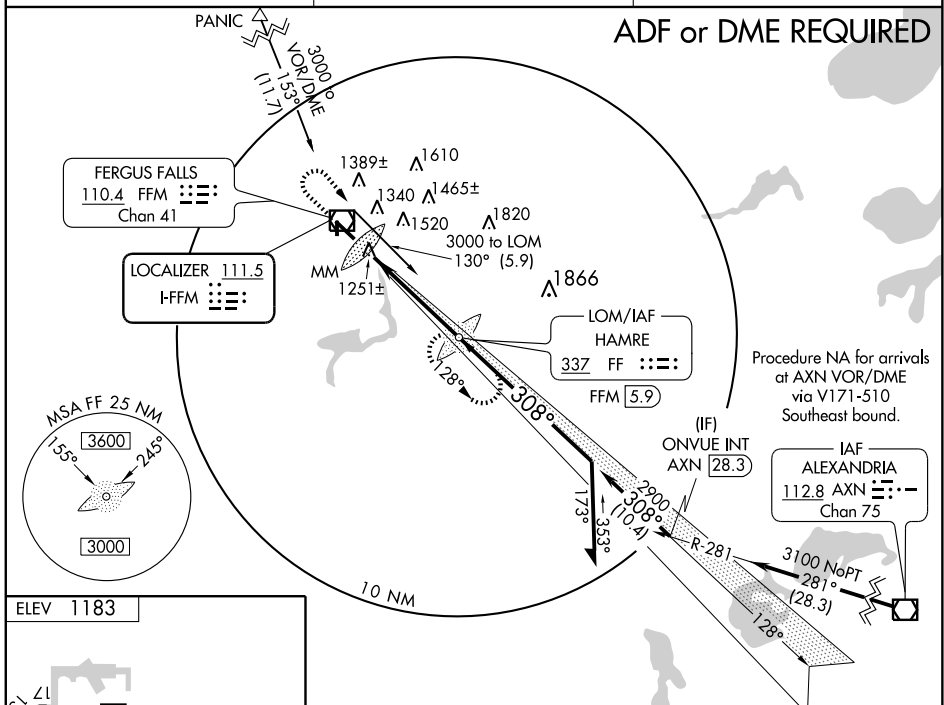 ADF or DME REQUIRED
PANIC
3000 to
VOR/DME
153°
(11.7)
FERGUS FALLS
110.4 FFM
Chan 41
LOCALIZER 111.5
I-FFM
1389±
1610
1340
1465±
1520
1820
3000 to LOM
130° (5.9)
MM
1251±
1866
LOM/IAF
HAMRE
337 FF
FFM 5.9
128°
308°
Procedure NA for arrivals
at AXN VOR/DME
via V171-510
Southeast bound.
(IF)
ONVUE INT
AXN 28.3
IAF
ALEXANDRIA
112.8 AXN
Chan 75
MSA FF 25 NM
3600
155°
245°
3000
173°
353°
2900
308°
(10.4)
R-281
3100 NoPT
281°
(28.3)
128°
10 NM
ELEV 1183
17